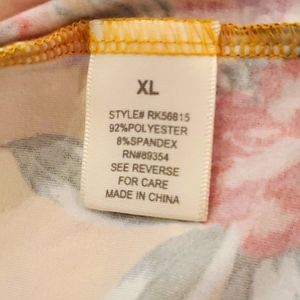 XL
STYLE# RK56815
92%POLYESTER
8%SPANDEX
RN#89354
SEE REVERSE
FOR CARE
MADE IN CHINA